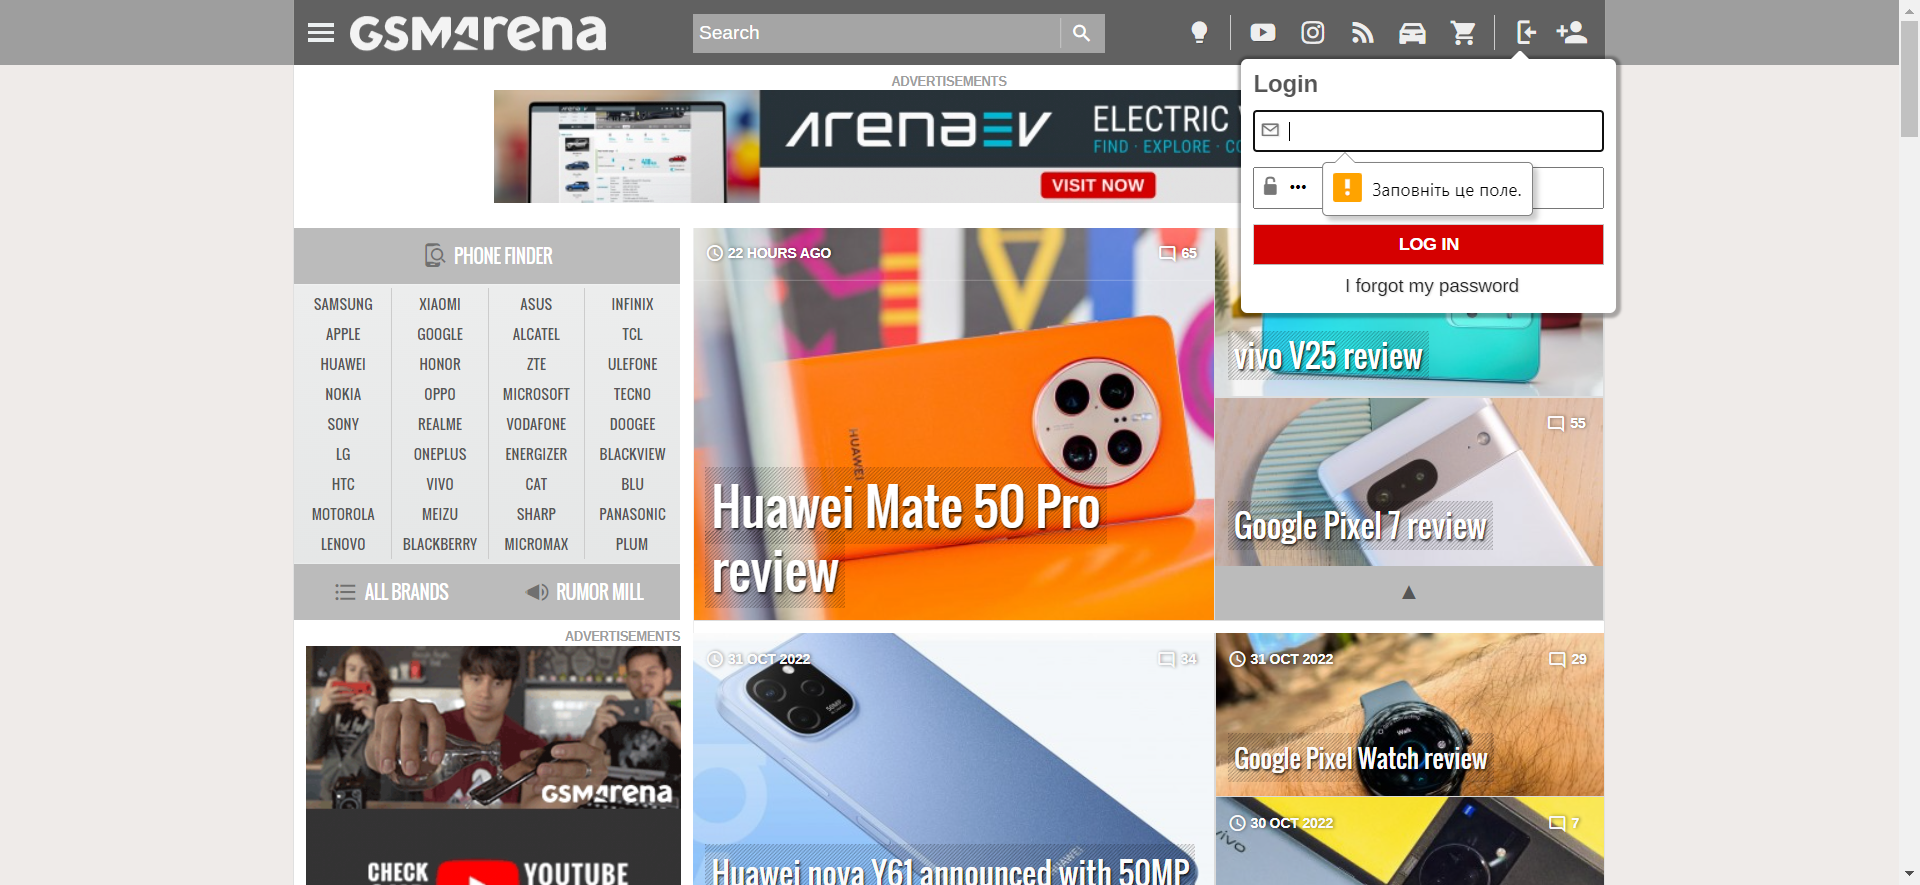 GSMArena
Search
ADVERTISEMENTS
arenaEV
ELECTRIC
FIND · EXPLORE ·
VISIT NOW
Login
•••
Заповніть це поле.
LOG IN
I forgot my password
PHONE FINDER
SAMSUNG XIAOMI ASUS INFINIX
APPLE GOOGLE ALCATEL TCL
HUAWEI HONOR ZTE ULEFONE
NOKIA OPPO MICROSOFT TECNO
SONY REALME VODAFONE DOOGEE
LG ONEPLUS ENERGIZER BLACKVIEW
HTC VIVO CAT BLU
MOTOROLA MEIZU SHARP PANASONIC
LENOVO BLACKBERRY MICROMAX PLUM
ALL BRANDS RUMOR MILL
ADVERTISEMENTS
GSMArena
CHECK
YOUTUBE
22 HOURS AGO 65
HUAWEI
Huawei Mate 50 Pro
review
vivo V25 review
55
Google Pixel 7 review
▲
31 OCT 2022 34
50MP
HUAWEI
Huawei nova Y61 announced with 50MP
31 OCT 2022 29
Walk
Google Pixel Watch review
30 OCT 2022 7
vivo